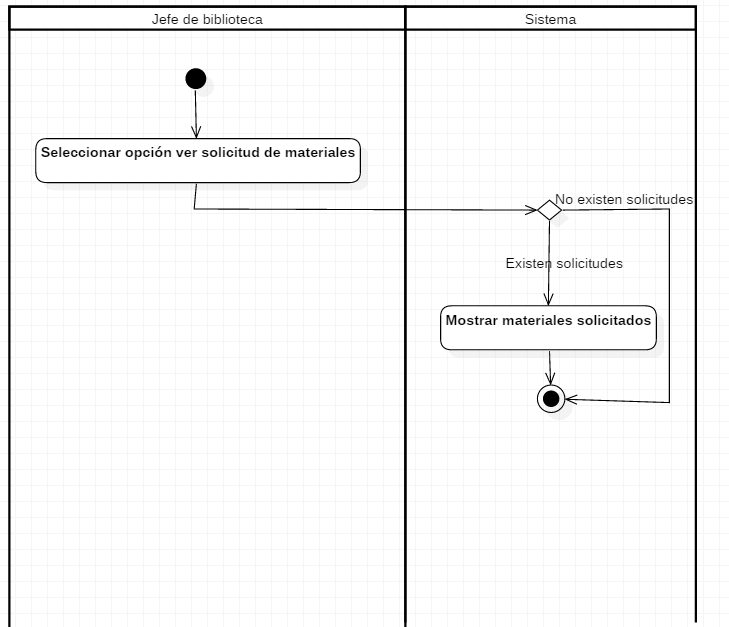 Jefe de biblioteca
Sistema
Seleccionar opción ver solicitud de materiales
No existen solicitudes
Existen solicitudes
Mostrar materiales solicitados